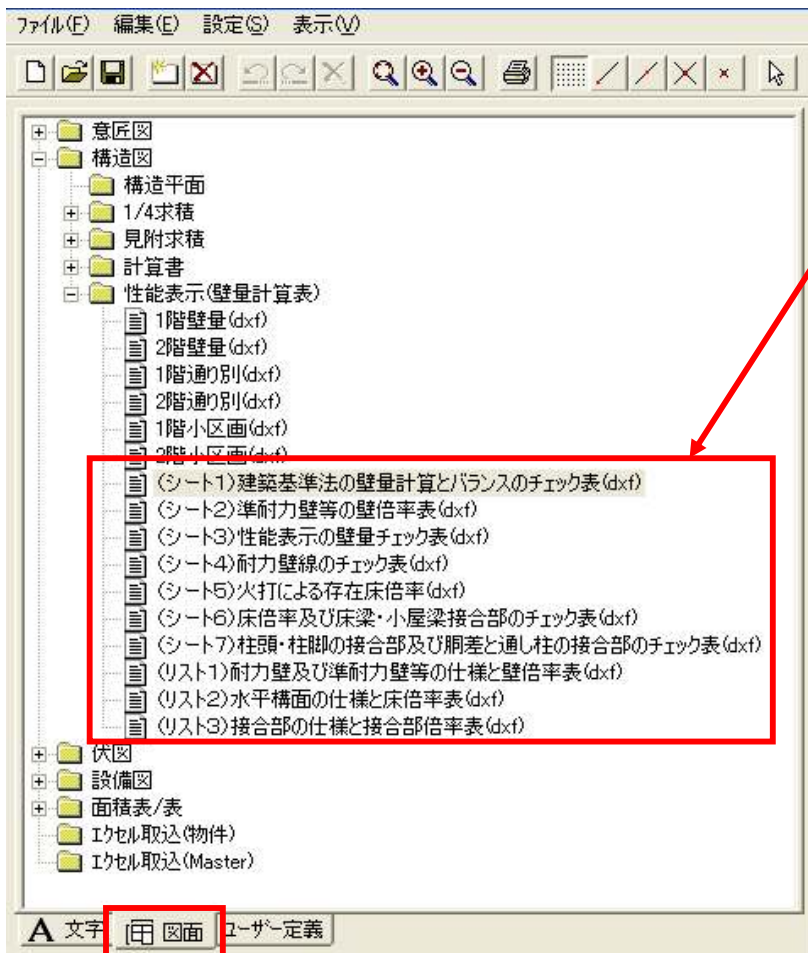 ファイル(F) 編集(E) 設定(S) 表示(V)
意匠図
構造図
構造平面
1/4求積
見附求積
計算書
性能表示(壁量計算表)
1階壁量(dxf)
2階壁量(dxf)
1階通り別(dxf)
2階通り別(dxf)
1階小区画(dxf)
2階小区画(dxf)
(シート1)建築基準法の壁量計算とバランスのチェック表(dxf)
(シート2)準耐力壁等の壁倍率表(dxf)
(シート3)性能表示の壁量チェック表(dxf)
(シート4)耐力壁線のチェック表(dxf)
(シート5)火打による存在床倍率(dxf)
(シート6)床倍率及び床梁・小屋梁接合部のチェック表(dxf)
(シート7)柱頭・柱脚の接合部及び胴差と通し柱の接合部のチェック表(dxf)
(リスト1)耐力壁及び準耐力壁等の仕様と壁倍率表(dxf)
(リスト2)水平構面の仕様と床倍率表(dxf)
(リスト3)接合部の仕様と接合部倍率表(dxf)
伏図
設備図
面積表/表
エクセル取込(物件)
エクセル取込(Master)
A 文字 図面 ユーザー定義